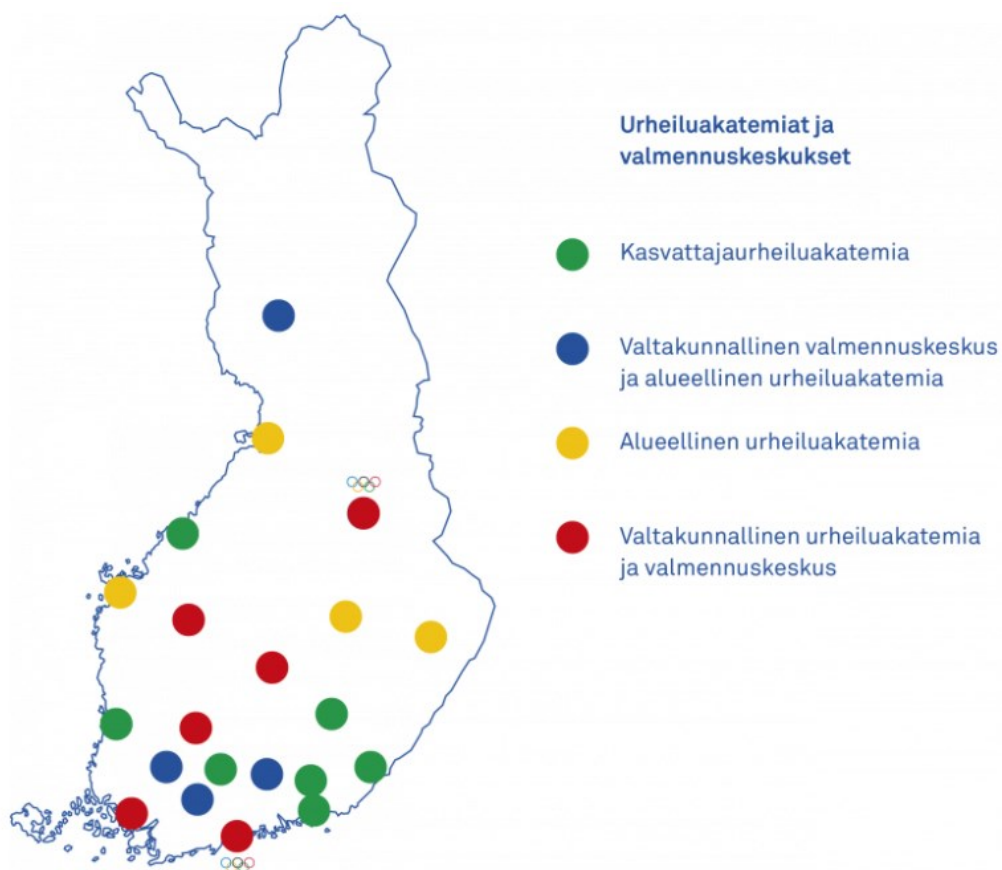 Urheiluakatemiat ja
valmennuskeskukset
Kasvattajaurheiluakatemia
Valtakunnallinen valmennuskeskus
ja alueellinen urheiluakatemia
Alueellinen urheiluakatemia
Valtakunnallinen urheiluakatemia
ja valmennuskeskus